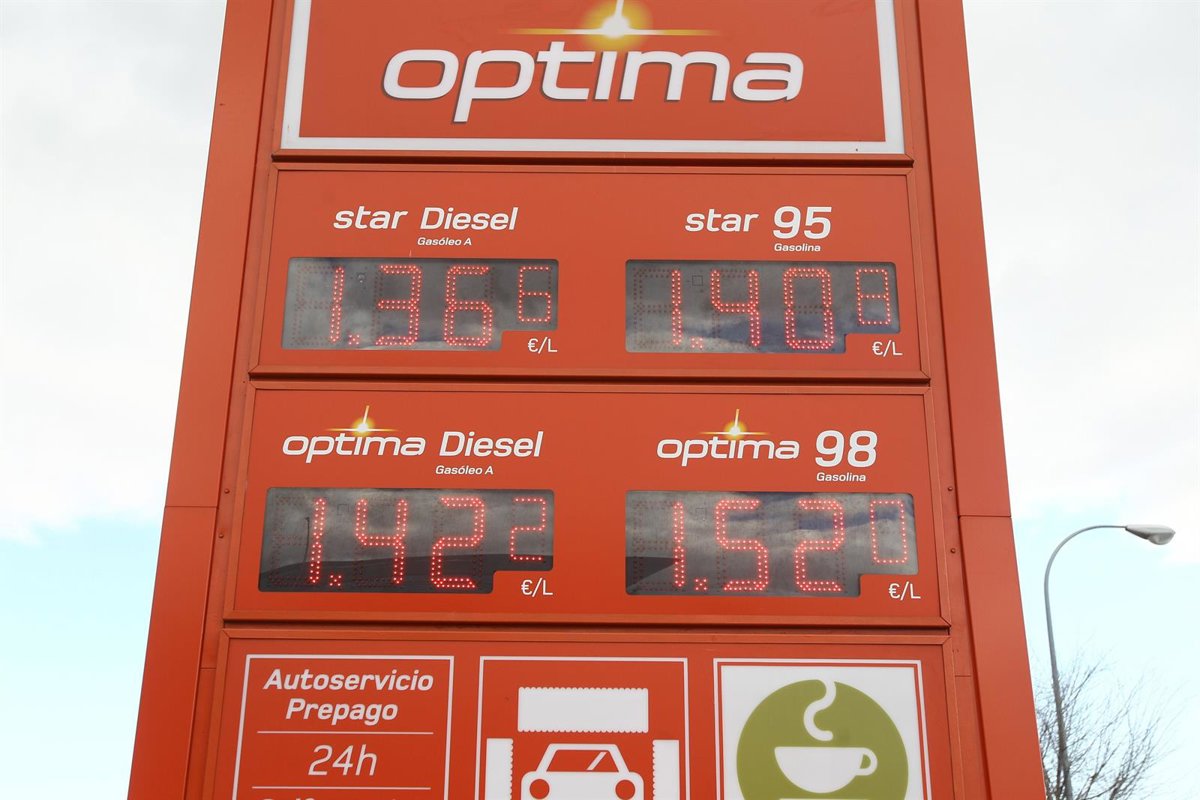 optima
star Diesel
Gasóleo A
1.366
€/L
star 95
Gasolina
1.408
€/L
optima Diesel
Gasóleo A
1.422
€/L
optima 98
Gasolina
1.520
€/L
Autoservicio
Prepago
24h